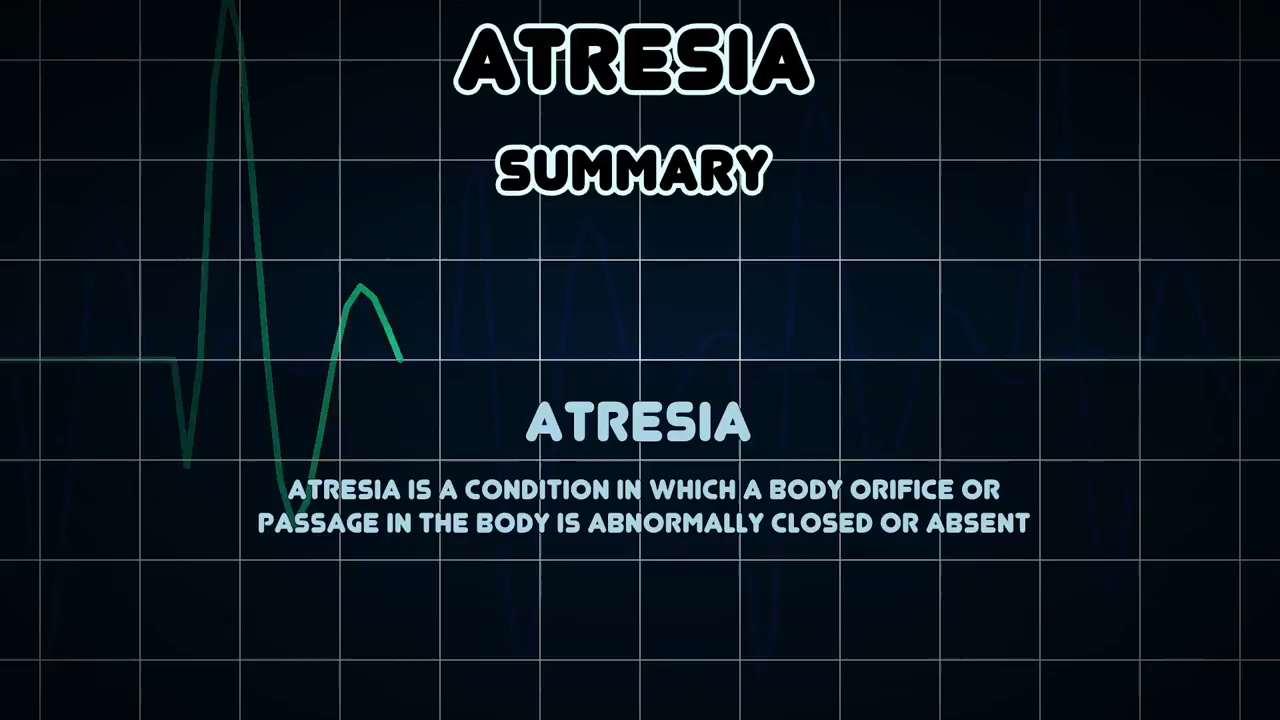 ATRESIA
SUMMARY
ATRESIA
ATRESIA IS A CONDITION IN WHICH A BODY ORIFICE OR
PASSAGE IN THE BODY IS ABNORMALLY CLOSED OR ABSENT